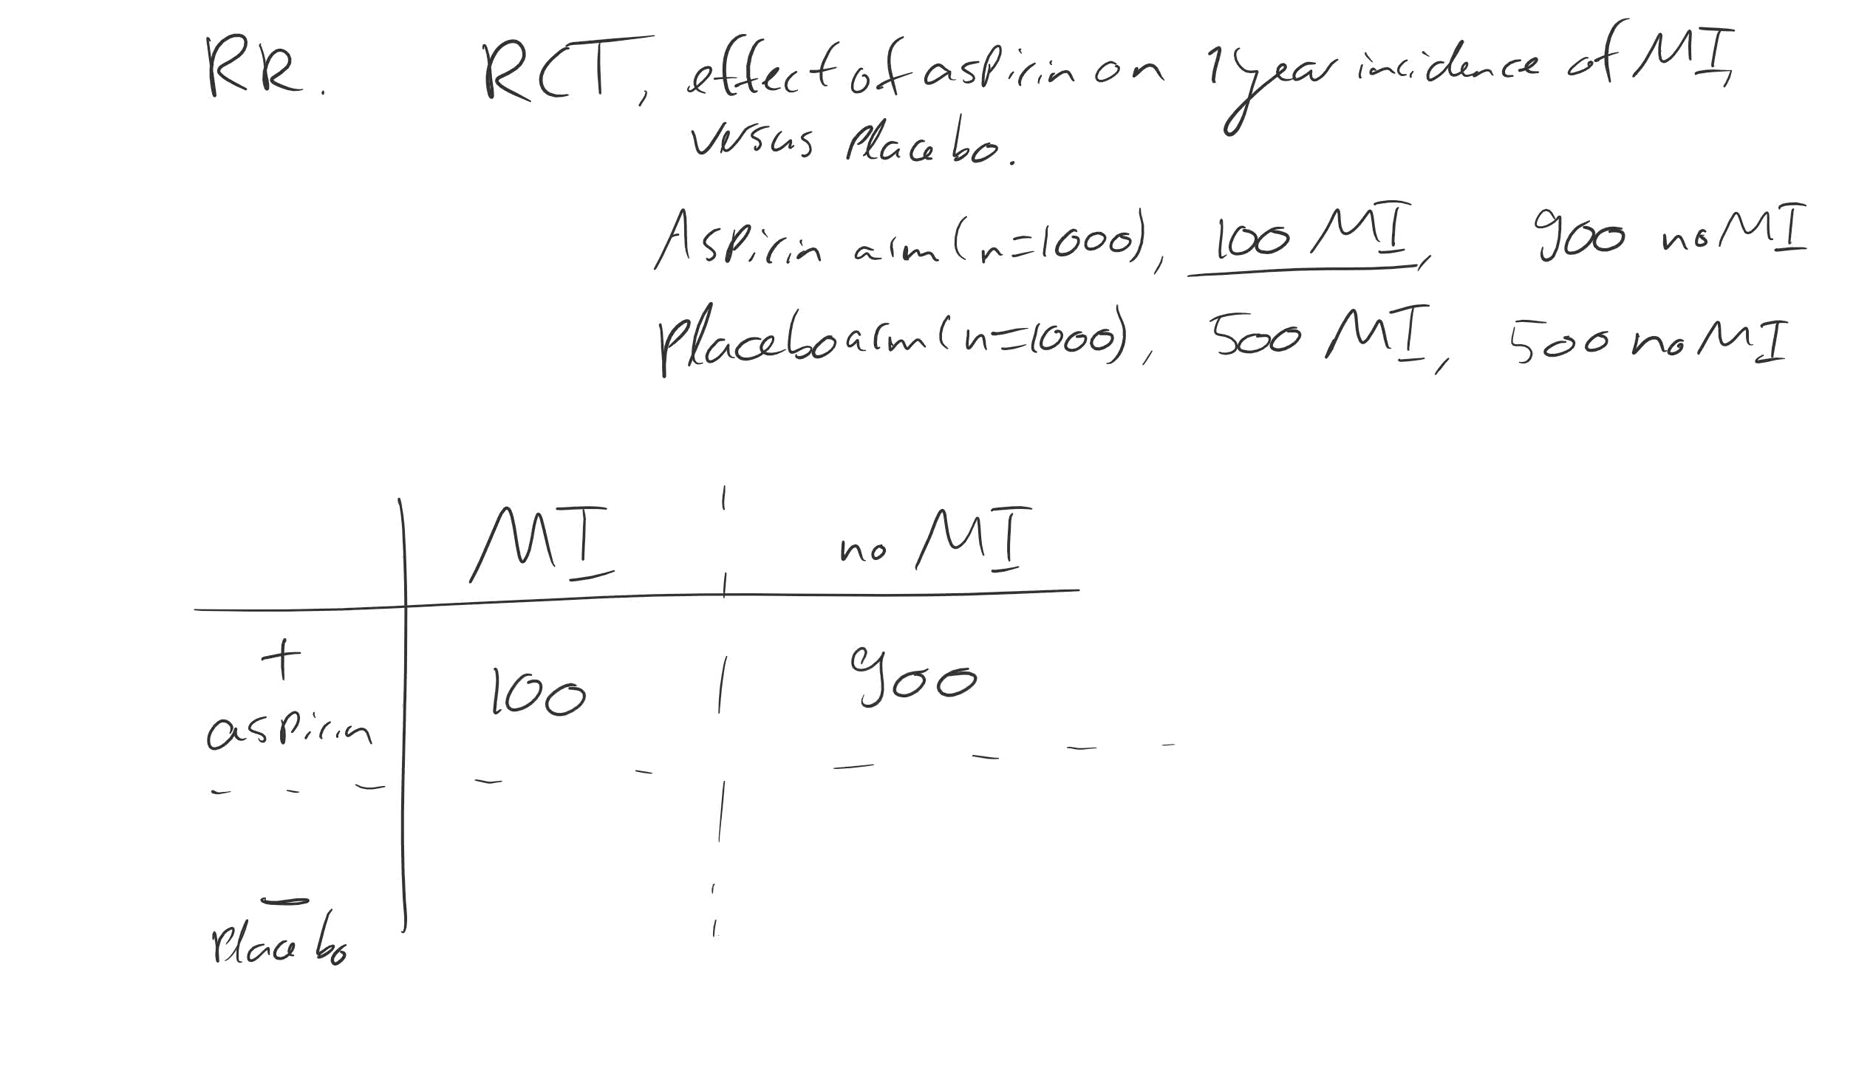 RR. RCT, effect of aspirin on 1 year incidence of MI,
versus placebo.
Aspirin arm (n=1000), 100 MI, 900 no MI
placebo arm (n=1000), 500 MI, 500 no MI
MI no MI
+
aspirin 100 900
–
placebo